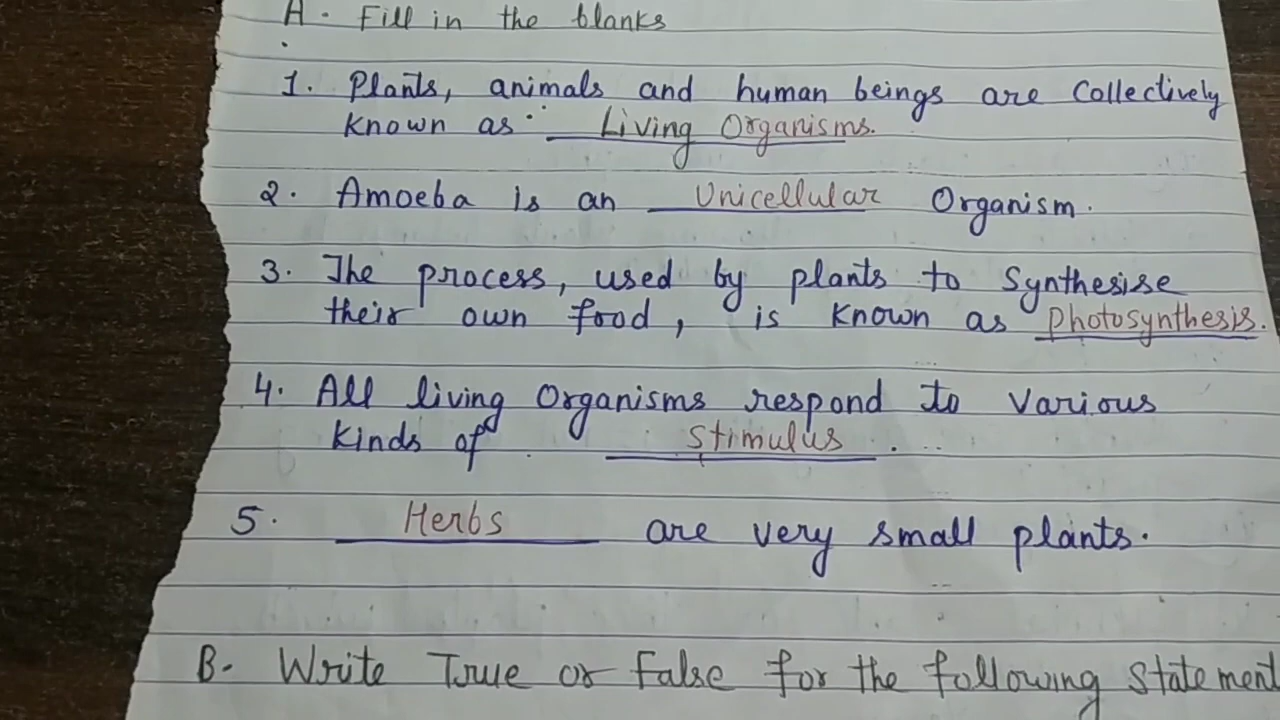 A. Fill in the blanks
1. Plants, animals and human beings are Collectively
known as Living Organisms.
2. Amoeba is an Unicellular Organism.
3. The process, used by plants to Synthesise
their own food, is known as Photosynthesis.
4. All living Organisms respond to various
kinds of Stimulus.
5. Herbs are very small plants.
B. Write True or False for the following Statement